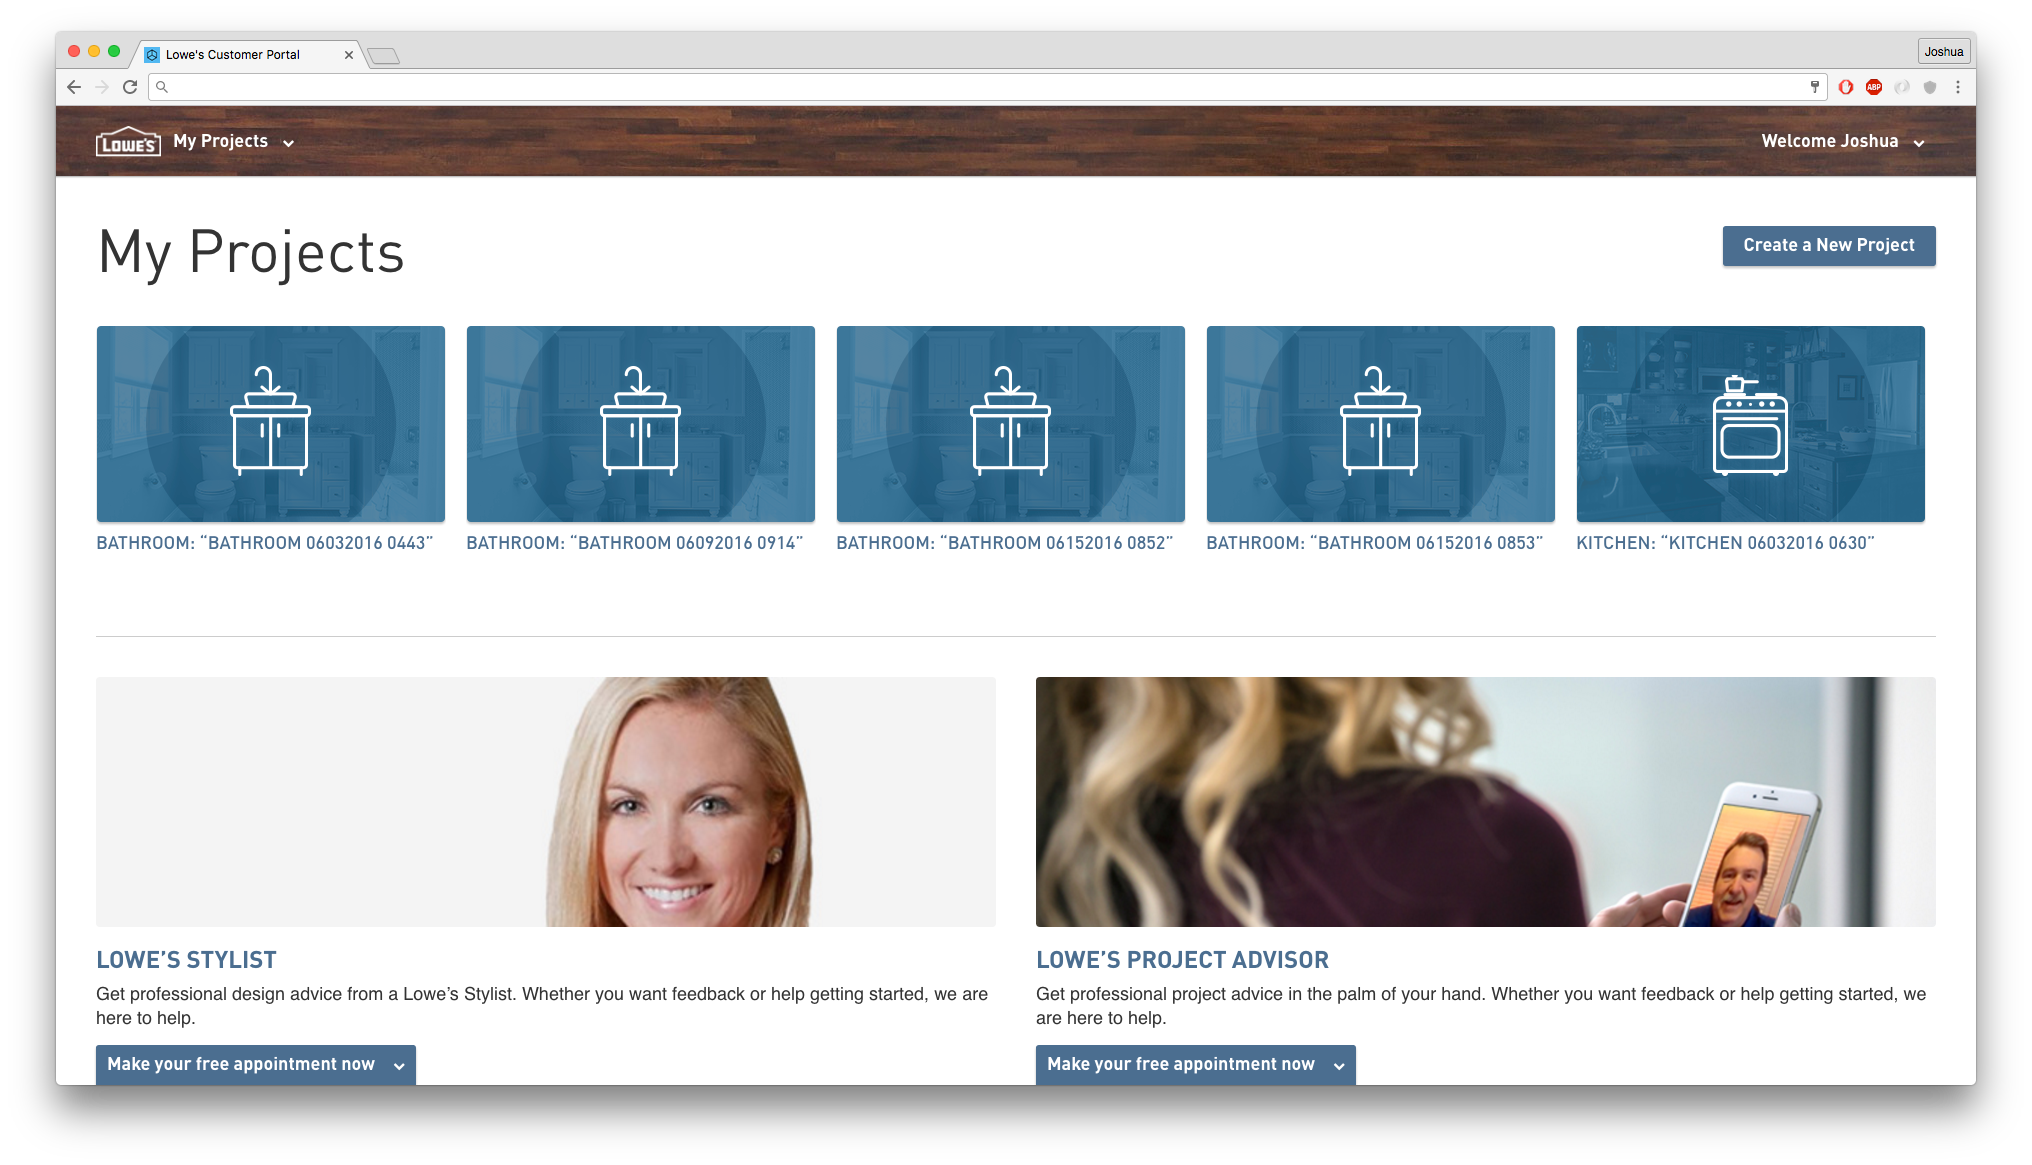 Lowe's Customer Portal
Joshua
ABP
LOWE'S
My Projects
Welcome Joshua
My Projects
Create a New Project
BATHROOM: “BATHROOM 06032016 0443”
BATHROOM: “BATHROOM 06092016 0914”
BATHROOM: “BATHROOM 06152016 0852”
BATHROOM: “BATHROOM 06152016 0853”
KITCHEN: “KITCHEN 06032016 0630”
LOWE’S STYLIST
Get professional design advice from a Lowe’s Stylist. Whether you want feedback or help getting started, we are
here to help.
Make your free appointment now
LOWE’S PROJECT ADVISOR
Get professional project advice in the palm of your hand. Whether you want feedback or help getting started, we
are here to help.
Make your free appointment now